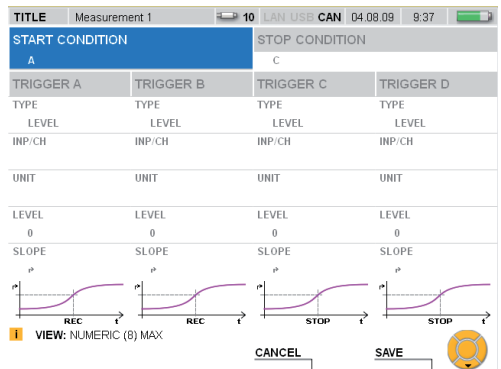 TITLE Measurement 1 10 LAN USB CAN 04.08.09 9:37
START CONDITION STOP CONDITION
A C
TRIGGER A TRIGGER B TRIGGER C TRIGGER D
TYPE TYPE TYPE TYPE
LEVEL LEVEL LEVEL LEVEL
INP/CH INP/CH INP/CH INP/CH
UNIT UNIT UNIT UNIT
LEVEL LEVEL LEVEL LEVEL
0 0 0 0
SLOPE SLOPE SLOPE SLOPE
REC t REC t STOP t STOP t
i VIEW: NUMERIC (8) MAX
CANCEL SAVE